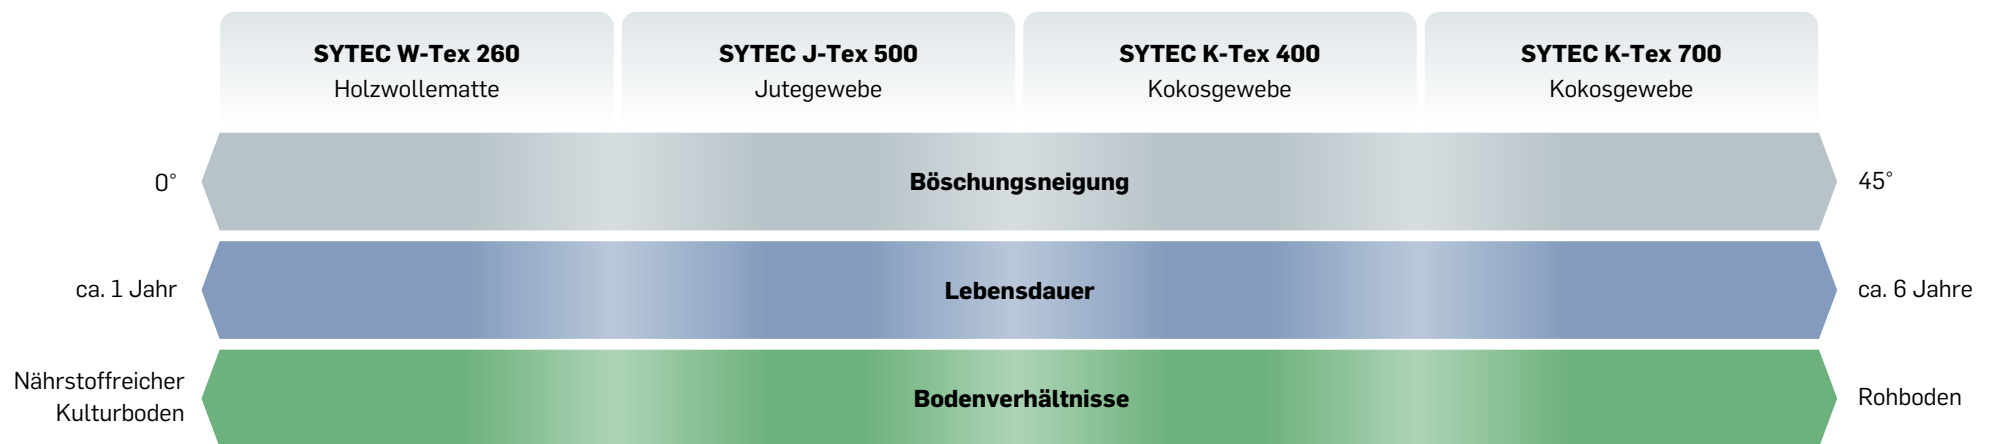 SYTEC W-Tex 260
Holzwollematte
SYTEC J-Tex 500
Jutegewebe
SYTEC K-Tex 400
Kokosgewebe
SYTEC K-Tex 700
Kokosgewebe
0°
Böschungsneigung
45°
ca. 1 Jahr
Lebensdauer
ca. 6 Jahre
Nährstoffreicher
Kulturboden
Bodenverhältnisse
Rohboden